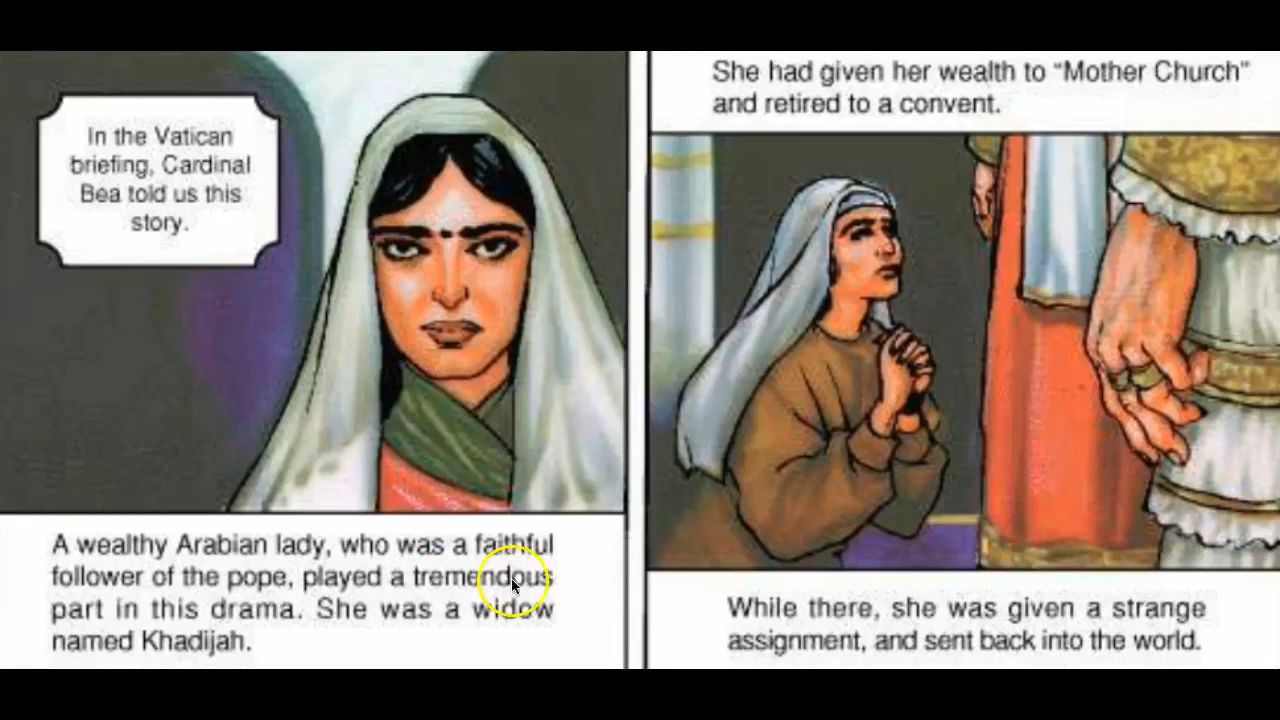 In the Vatican
briefing, Cardinal
Bea told us this
story.
A wealthy Arabian lady, who was a faithful
follower of the pope, played a tremendous
part in this drama. She was a widow
named Khadijah.
She had given her wealth to “Mother Church”
and retired to a convent.
While there, she was given a strange
assignment, and sent back into the world.